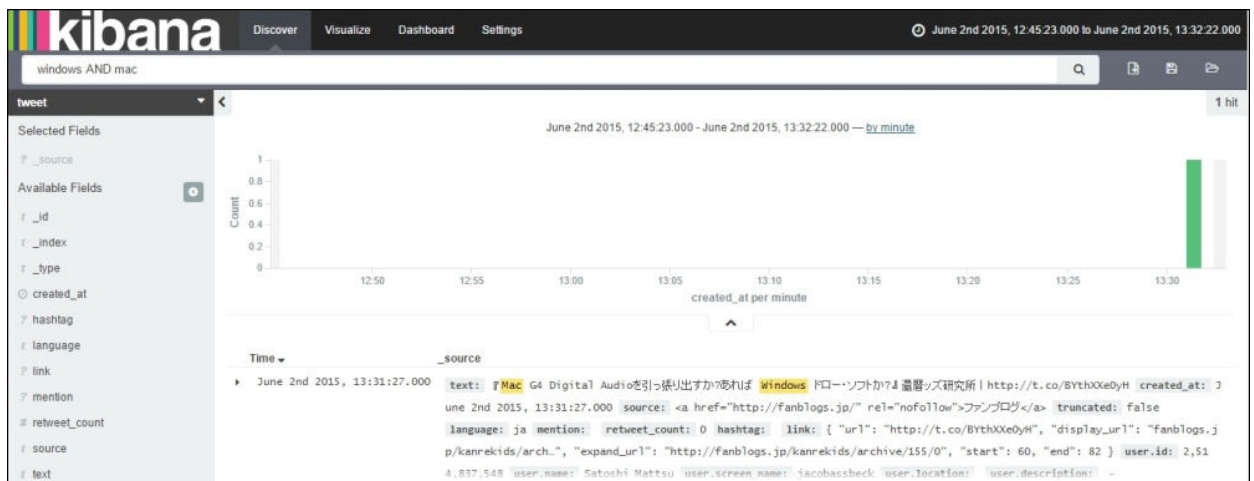 kibana
Discover Visualize Dashboard Settings
June 2nd 2015, 12:45:23.000 to June 2nd 2015, 13:32:22.000
windows AND mac
tweet
1 hit
Selected Fields
? _source
Available Fields
t _id
t _index
t _type
created_at
? hashtag
t language
? link
? mention
# retweet_count
t source
t text
June 2nd 2015, 12:45:23.000 - June 2nd 2015, 13:32:22.000 — by minute
Count
1
0.8
0.6
0.4
0.2
0
12:50 12:55 13:00 13:05 13:10 13:15 13:20 13:25 13:30
created_at per minute
Time _source
June 2nd 2015, 13:31:27.000
text: 『Mac G4 Digital Audioを引っ張り出すか?あれば Windows ドロー・ソフトか?』 還暦ッズ研究所 | http://t.co/BYthXXeOyH created_at: J
une 2nd 2015, 13:31:27.000 source: <a href="http://fanblogs.jp/" rel="nofollow">ファンブログ</a> truncated: false
language: ja mention: retweet_count: 0 hashtag: link: { "url": "http://t.co/BYthXXeOyH", "display_url": "fanblogs.j
p/kanrekids/arch…", "expand_url": "http://fanblogs.jp/kanrekids/archive/155/0", "start": 60, "end": 82 } user.id: 2,51
4,837,548 user.name: Satoshi Mattsu user.screen_name: jacobassbeck user.location: user.description: -